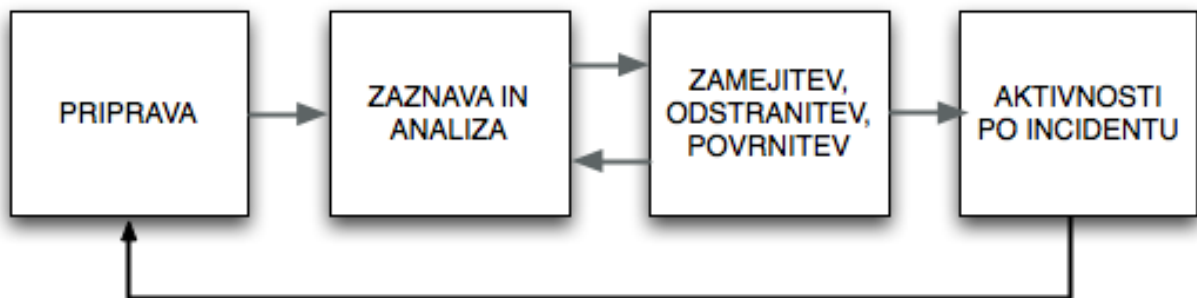 PRIPRAVA
ZAZNAVA IN
ANALIZA
ZAMEJITEV,
ODSTRANITEV,
POVRNITEV
AKTIVNOSTI
PO INCIDENTU